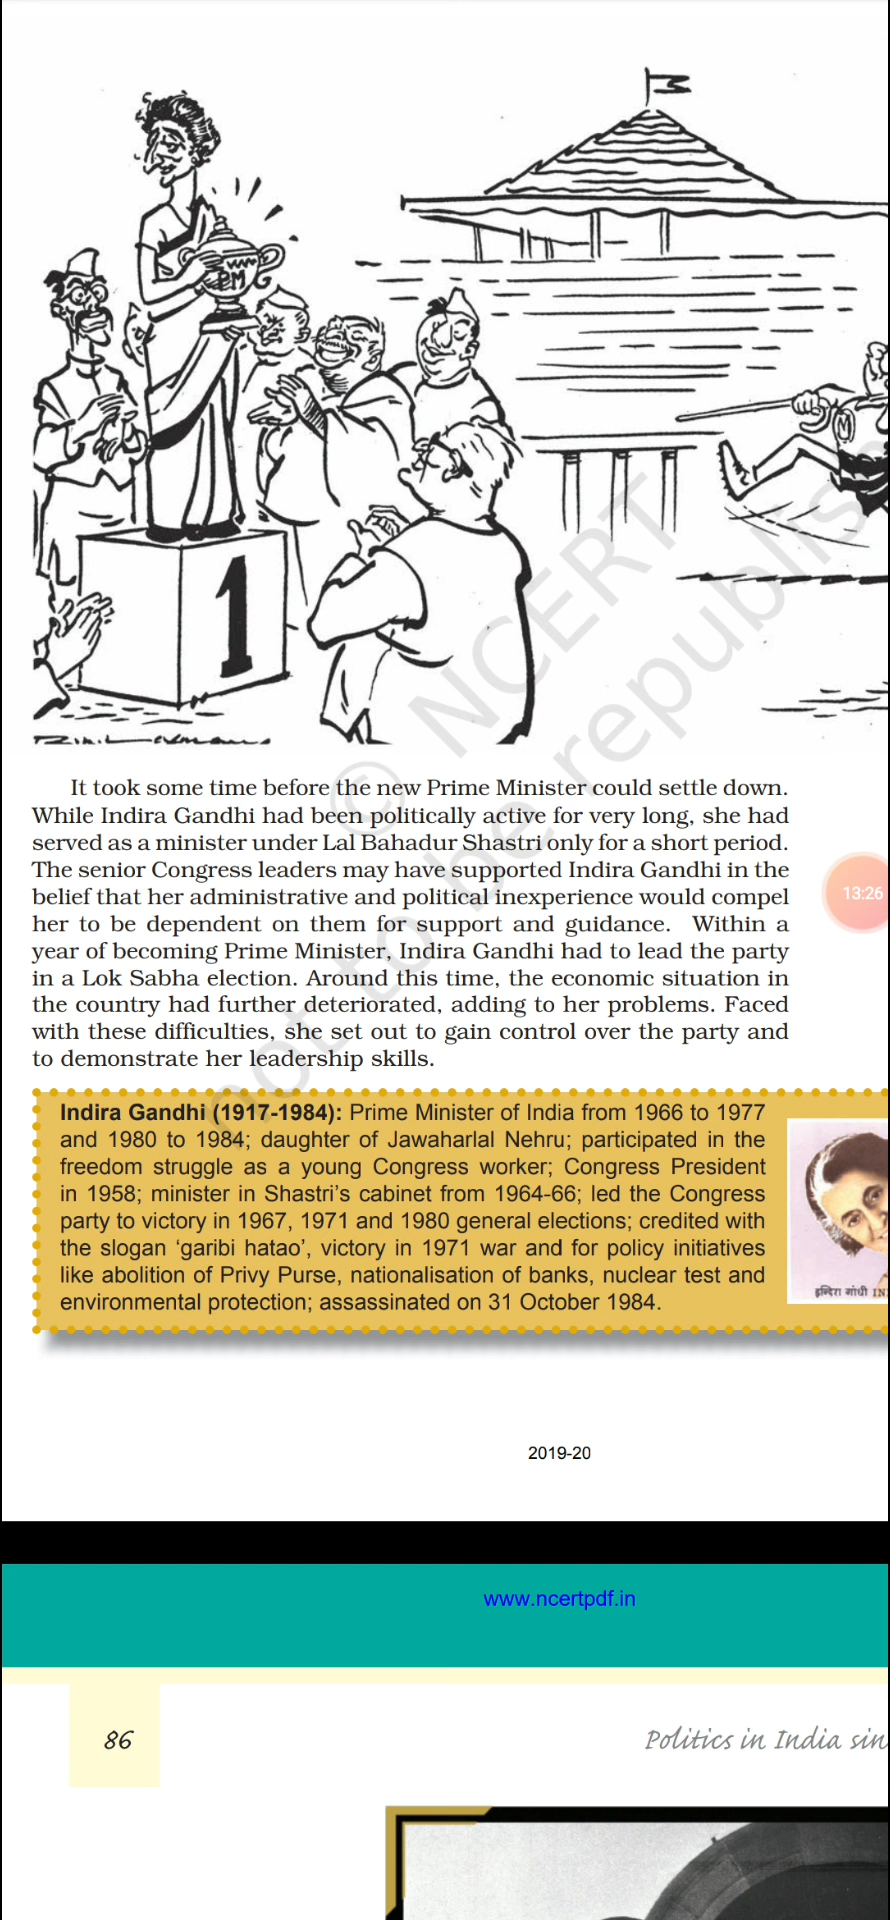 PM
M
1
It took some time before the new Prime Minister could settle down.
While Indira Gandhi had been politically active for very long, she had
served as a minister under Lal Bahadur Shastri only for a short period.
The senior Congress leaders may have supported Indira Gandhi in the
belief that her administrative and political inexperience would compel
her to be dependent on them for support and guidance. Within a
year of becoming Prime Minister, Indira Gandhi had to lead the party
in a Lok Sabha election. Around this time, the economic situation in
the country had further deteriorated, adding to her problems. Faced
with these difficulties, she set out to gain control over the party and
to demonstrate her leadership skills.
13:26
© NCERT
not to be republis
Indira Gandhi (1917-1984): Prime Minister of India from 1966 to 1977
and 1980 to 1984; daughter of Jawaharlal Nehru; participated in the
freedom struggle as a young Congress worker; Congress President
in 1958; minister in Shastri's cabinet from 1964-66; led the Congress
party to victory in 1967, 1971 and 1980 general elections; credited with
the slogan 'garibi hatao', victory in 1971 war and for policy initiatives
like abolition of Privy Purse, nationalisation of banks, nuclear test and
environmental protection; assassinated on 31 October 1984.
इन्दिरा गांधी IN
2019-20
www.ncertpdf.in
86
Politics in India sin